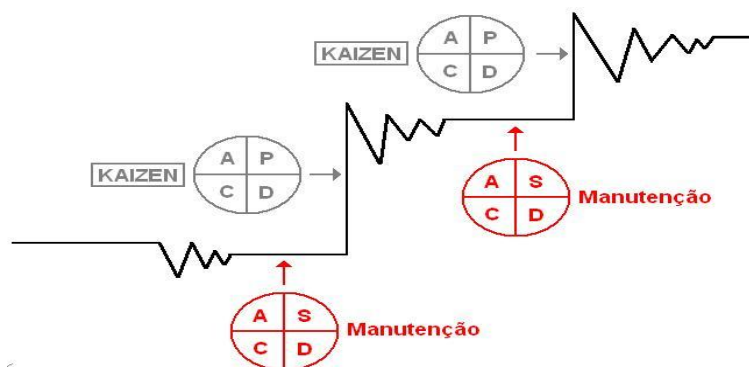 A P
KAIZEN
C D
A P
KAIZEN
C D
A S
Manutenção
C D
A S
Manutenção
C D